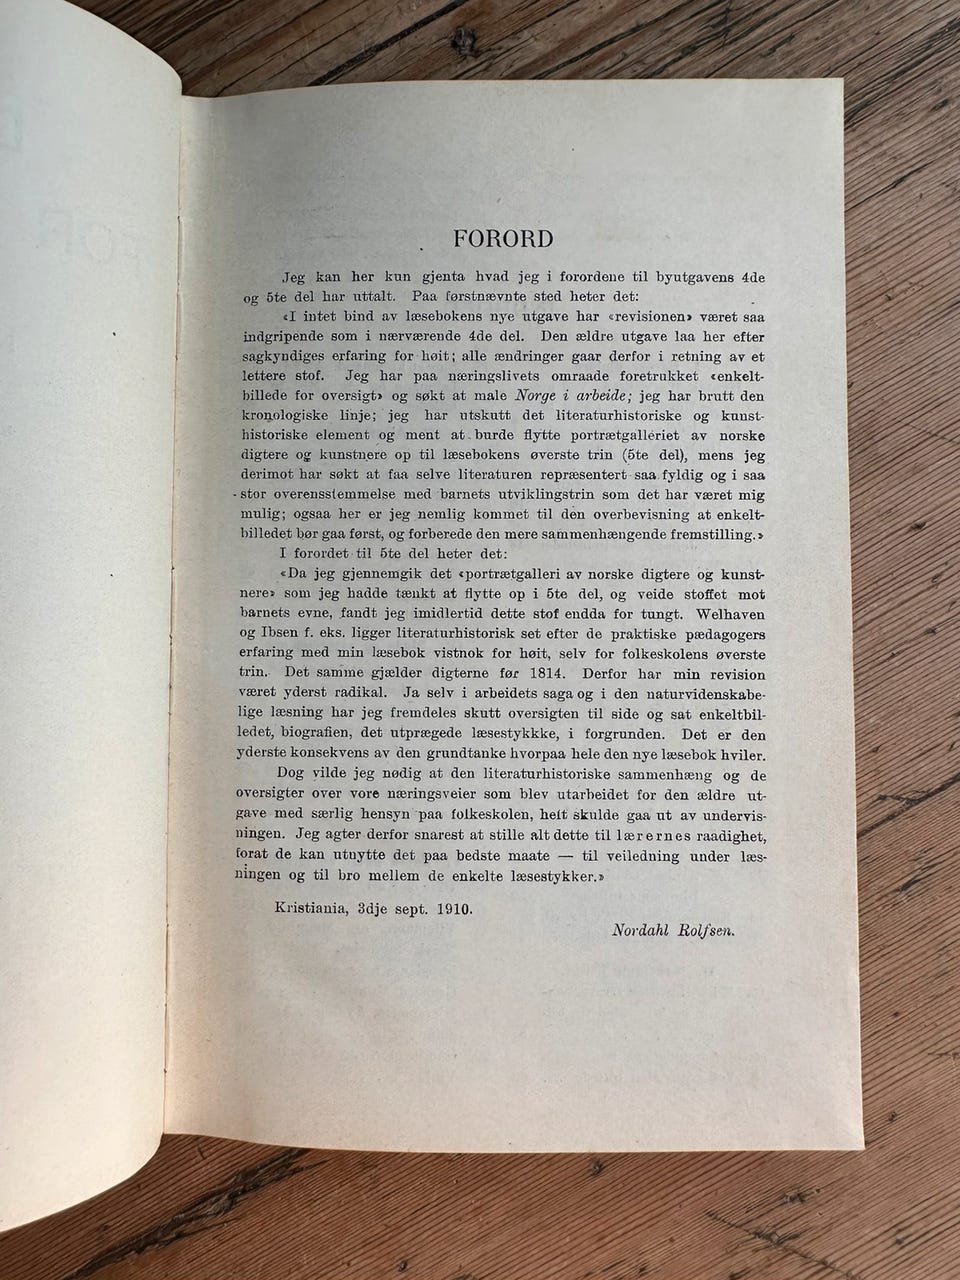 FORORD
Jeg kan her kun gjenta hvad jeg i forordene til byutgavens 4de
og 5te del har uttalt. Paa førstnævnte sted heter det:
«I intet bind av læsebokens nye utgave har «revisionen» været saa
indgripende som i nærværende 4de del. Den ældre utgave laa her efter
sagkyndiges erfaring for høit; alle ændringer gaar derfor i retning av et
lettere stof. Jeg har paa næringslivets omraade foretrukket «enkelt-
billede for oversigt» og søkt at male Norge i arbeide; jeg har brutt den
kronologiske linje; jeg har utskutt det literaturhistoriske og kunst-
historiske element og ment at burde flytte portrætgalleriet av norske
digtere og kunstnere op til læsebokens øverste trin (5te del), mens jeg
derimot har søkt at faa selve literaturen repræsentert saa fyldig og i saa
stor overensstemmelse med barnets utviklingstrin som det har været mig
mulig; ogsaa her er jeg nemlig kommet til den overbevisning at enkelt-
billedet bør gaa først, og forberede den mere sammenhængende fremstilling.»
I forordet til 5te del heter det:
«Da jeg gjennemgik det «portrætgalleri av norske digtere og kunst-
nere» som jeg hadde tænkt at flytte op i 5te del, og veide stoffet mot
barnets evne, fandt jeg imidlertid dette stof endda for tungt. Welhaven
og Ibsen f. eks. ligger literaturhistorisk set efter de praktiske pædagogers
erfaring med min læsebok vistnok for høit, selv for folkeskolens øverste
trin. Det samme gjælder digterne før 1814. Derfor har min revision
været yderst radikal. Ja selv i arbeidets saga og i den naturvidenskabe-
lige læsning har jeg fremdeles skutt oversigten til side og sat enkeltbil-
ledet, biografien, det utprægede læsestykkke, i forgrunden. Det er den
yderste konsekvens av den grundtanke hvorpaa hele den nye læsebok hviler.
Dog vilde jeg nødig at den literaturhistoriske sammenhæng og de
oversigter over vore næringsveier som blev utarbeidet for den ældre ut-
gave med særlig hensyn paa folkeskolen, helt skulde gaa ut av undervis-
ningen. Jeg agter derfor snarest at stille alt dette til lærernes raadighet,
forat de kan utnytte det paa bedste maate — til veiledning under læs-
ningen og til bro mellem de enkelte læsestykker.»
Kristiania, 3dje sept. 1910.
Nordahl Rolfsen.